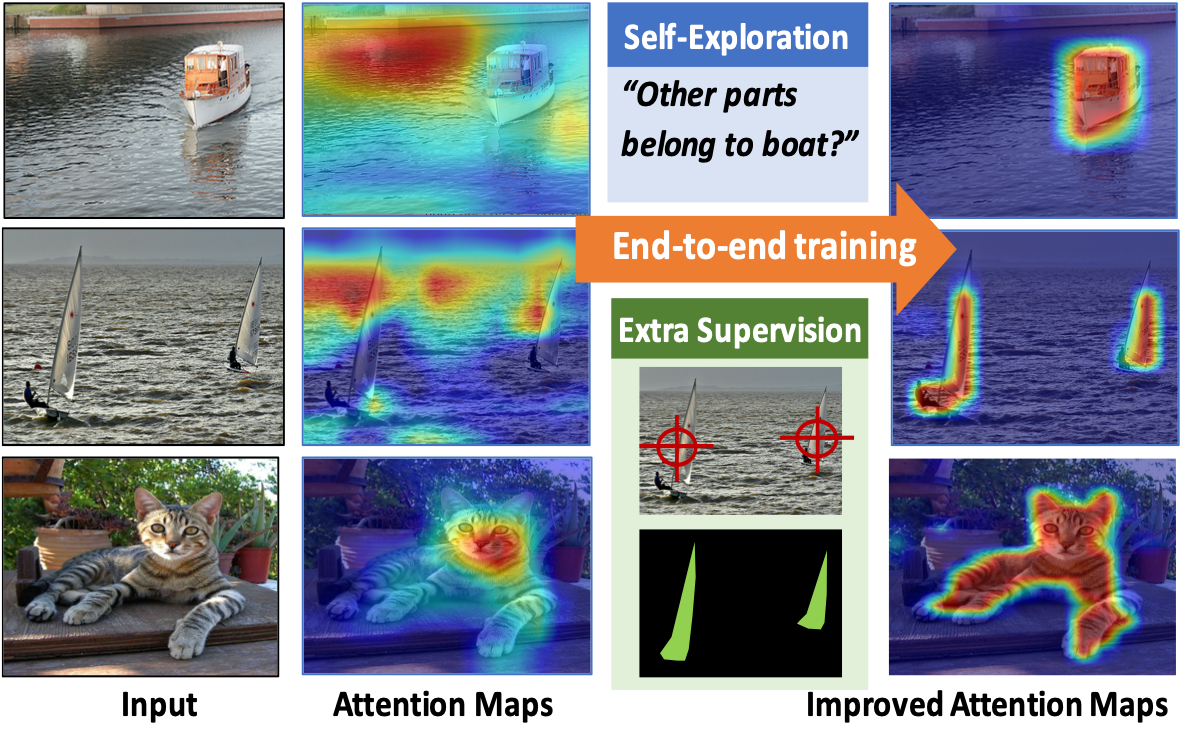 Self-Exploration
“Other parts
belong to boat?”
End-to-end training
Extra Supervision
Input
Attention Maps
Improved Attention Maps